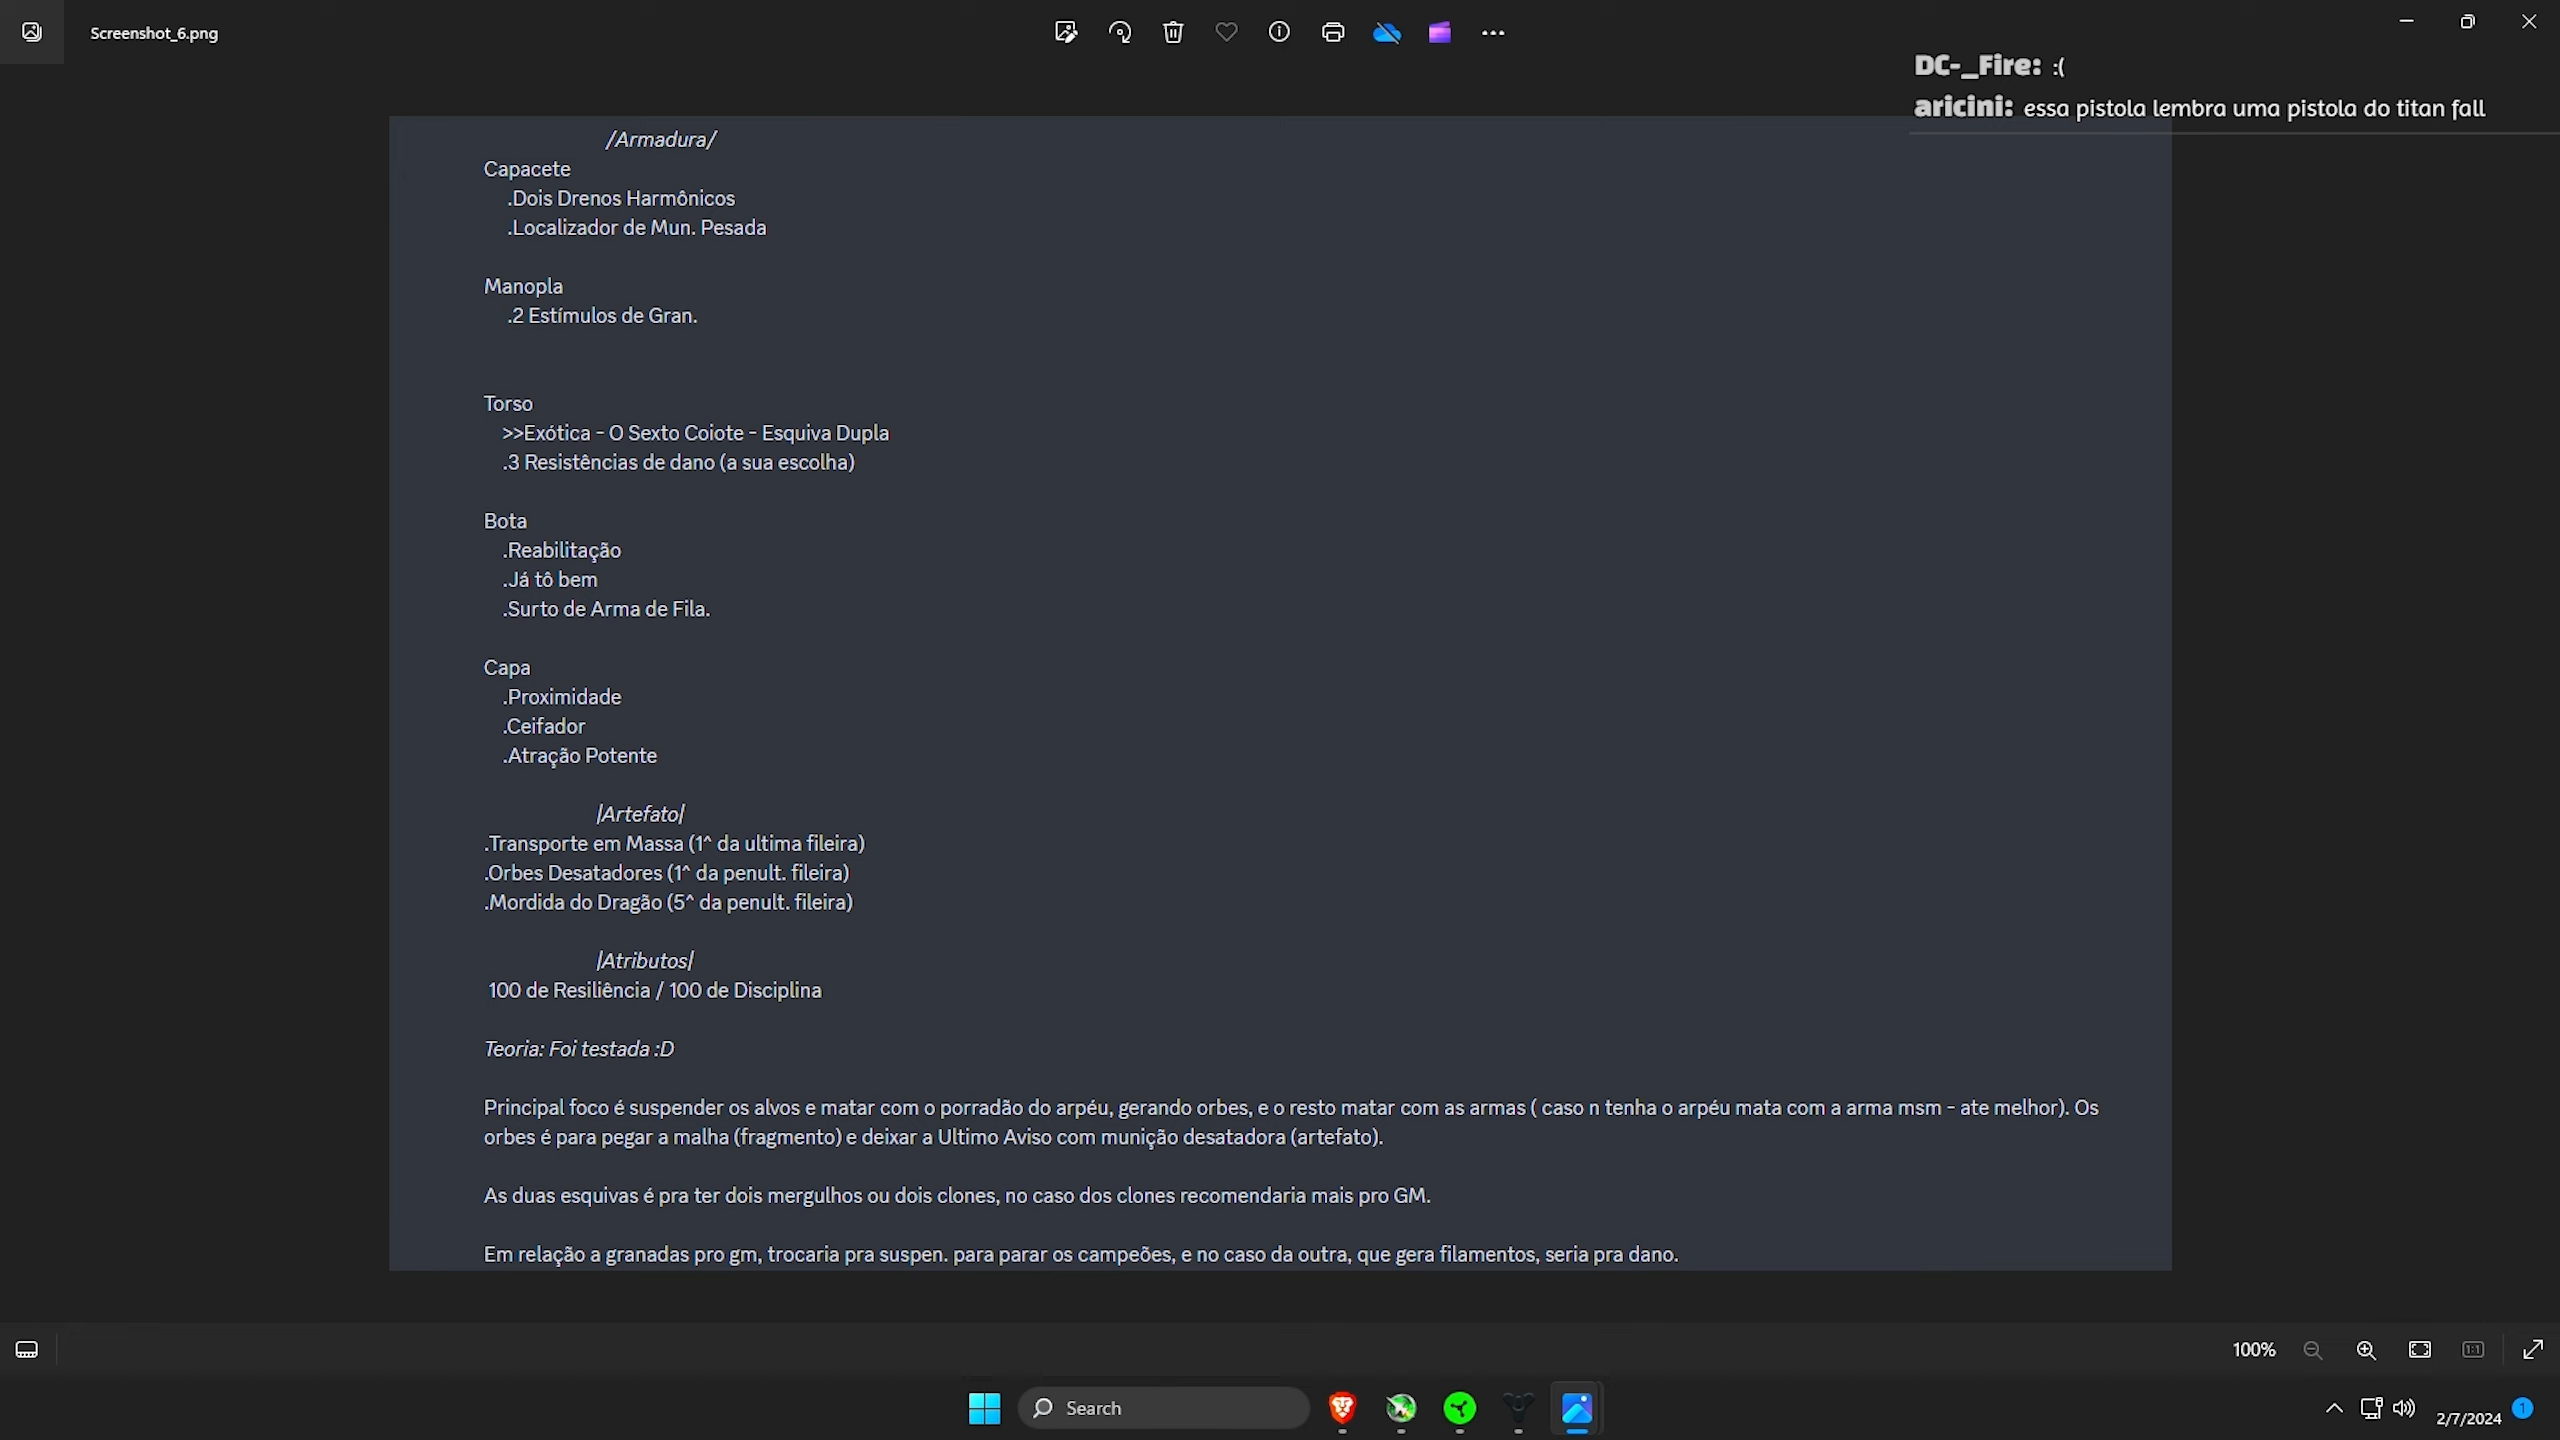 Screenshot_6.png
DC-_Fire: :(
aricini: essa pistola lembra uma pistola do titan fall
/Armadura/
Capacete
.Dois Drenos Harmônicos
.Localizador de Mun. Pesada
Manopla
.2 Estímulos de Gran.
Torso
>>Exótica - O Sexto Coiote - Esquiva Dupla
.3 Resistências de dano (a sua escolha)
Bota
.Reabilitação
.Já tô bem
.Surto de Arma de Fila.
Capa
.Proximidade
.Ceifador
.Atração Potente
|Artefato|
.Transporte em Massa (1^ da ultima fileira)
.Orbes Desatadores (1^ da penult. fileira)
.Mordida do Dragão (5^ da penult. fileira)
|Atributos|
100 de Resiliência / 100 de Disciplina
Teoria: Foi testada :D
Principal foco é suspender os alvos e matar com o porradão do arpéu, gerando orbes, e o resto matar com as armas ( caso n tenha o arpéu mata com a arma msm - ate melhor). Os
orbes é para pegar a malha (fragmento) e deixar a Ultimo Aviso com munição desatadora (artefato).
As duas esquivas é pra ter dois mergulhos ou dois clones, no caso dos clones recomendaria mais pro GM.
Em relação a granadas pro gm, trocaria pra suspen. para parar os campeões, e no caso da outra, que gera filamentos, seria pra dano.
100%
1:1
Search
2/7/2024
1